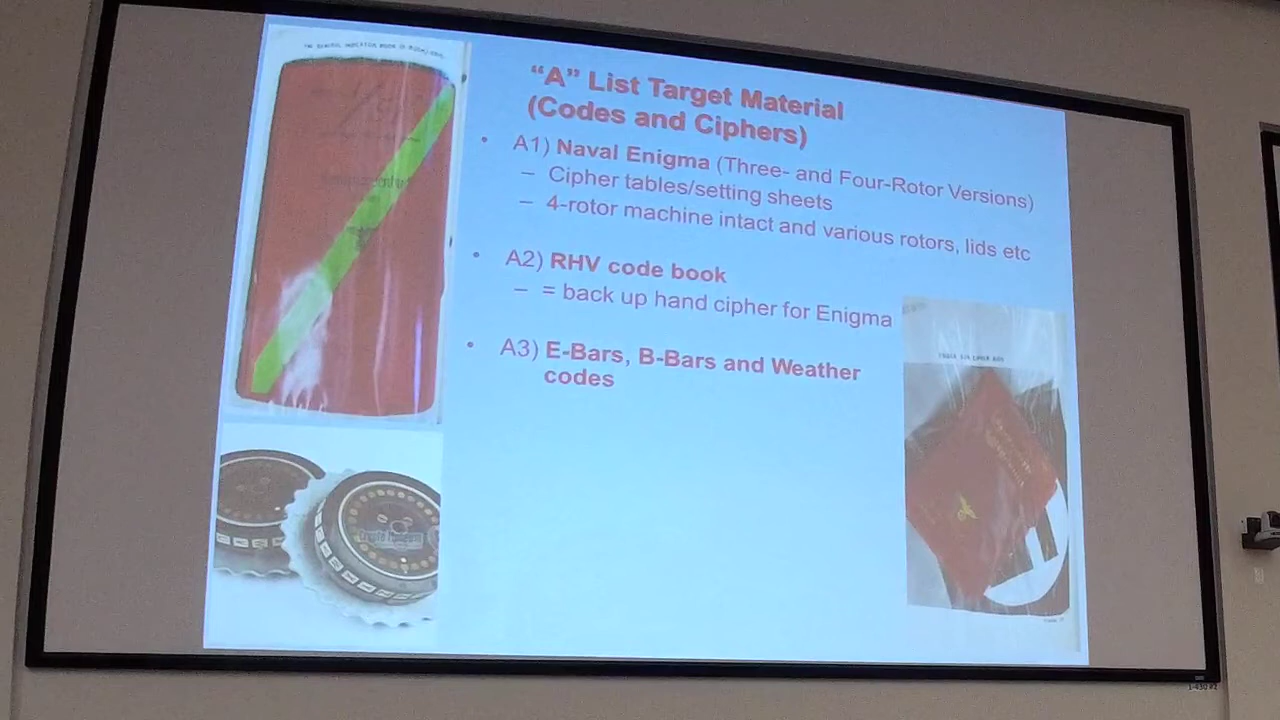 "A" List Target Material
(Codes and Ciphers)
• A1) Naval Enigma (Three- and Four-Rotor Versions)
– Cipher tables/setting sheets
– 4-rotor machine intact and various rotors, lids etc
• A2) RHV code book
– = back up hand cipher for Enigma
• A3) E-Bars, B-Bars and Weather
codes